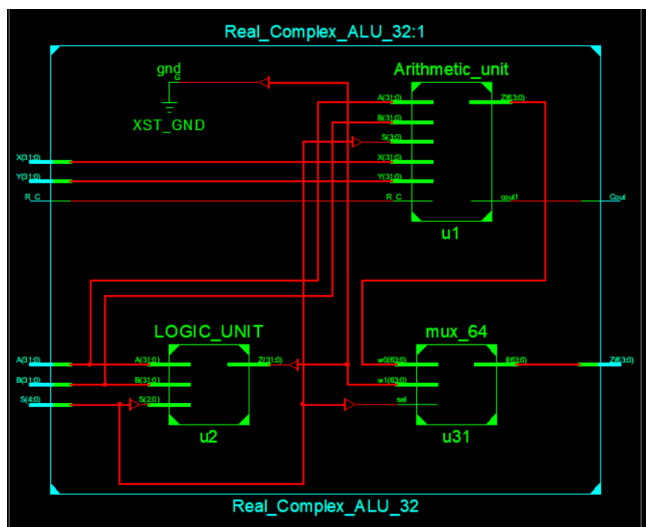 Real_Complex_ALU_32:1
gnd
G
XST_GND
Arithmetic_unit
A(31:0)
Z(63:0)
B(31:0)
S(3:0)
X(31:0)
X(31:0)
Y(31:0)
Y(31:0)
R_C
R_C
cout1
Cout
u1
LOGIC_UNIT
mux_64
A(31:0)
A(31:0)
Z(31:0)
w0(63:0)
Z(63:0)
B(31:0)
B(31:0)
w1(63:0)
S(4:0)
S(2:0)
sel
u2
u31
Real_Complex_ALU_32